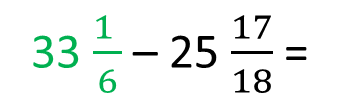 33 1/6 − 25 17/18 =